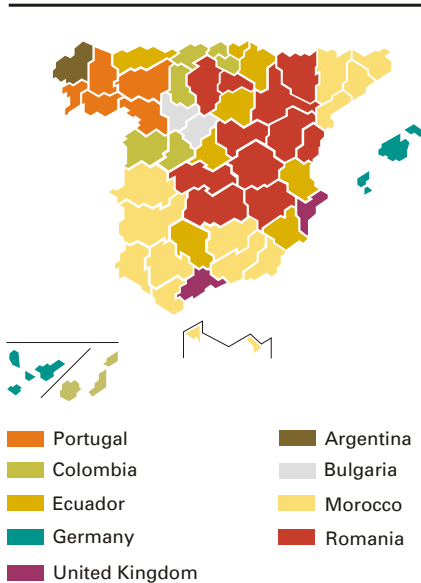 Portugal
Colombia
Ecuador
Germany
United Kingdom
Argentina
Bulgaria
Morocco
Romania